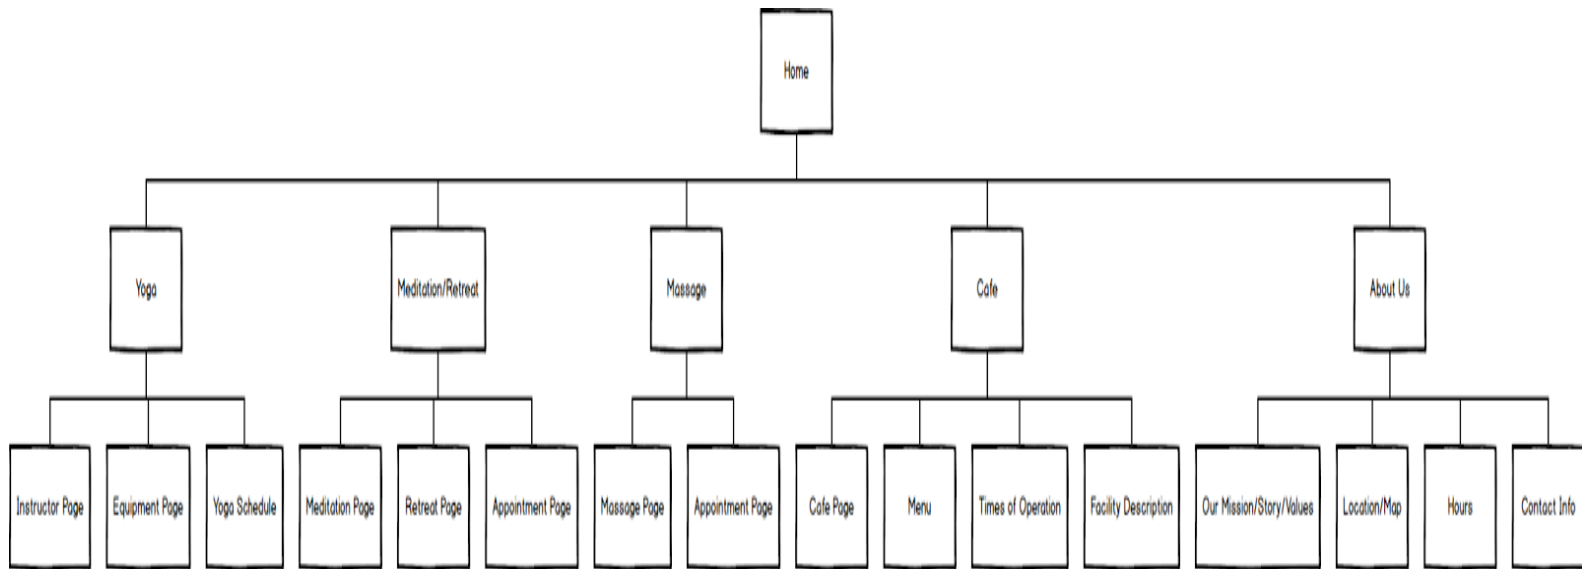 Home
Yoga
Meditation/Retreat
Massage
Cafe
About Us
Instructor Page
Equipment Page
Yoga Schedule
Meditation Page
Retreat Page
Appointment Page
Massage Page
Appointment Page
Cafe Page
Menu
Times of Operation
Facility Description
Our Mission/Story/Values
Location/Map
Hours
Contact Info